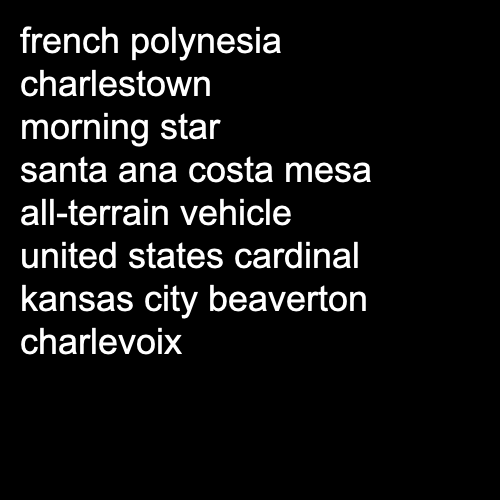 french polynesia
charlestown
morning star
santa ana costa mesa
all-terrain vehicle
united states cardinal
kansas city beaverton
charlevoix